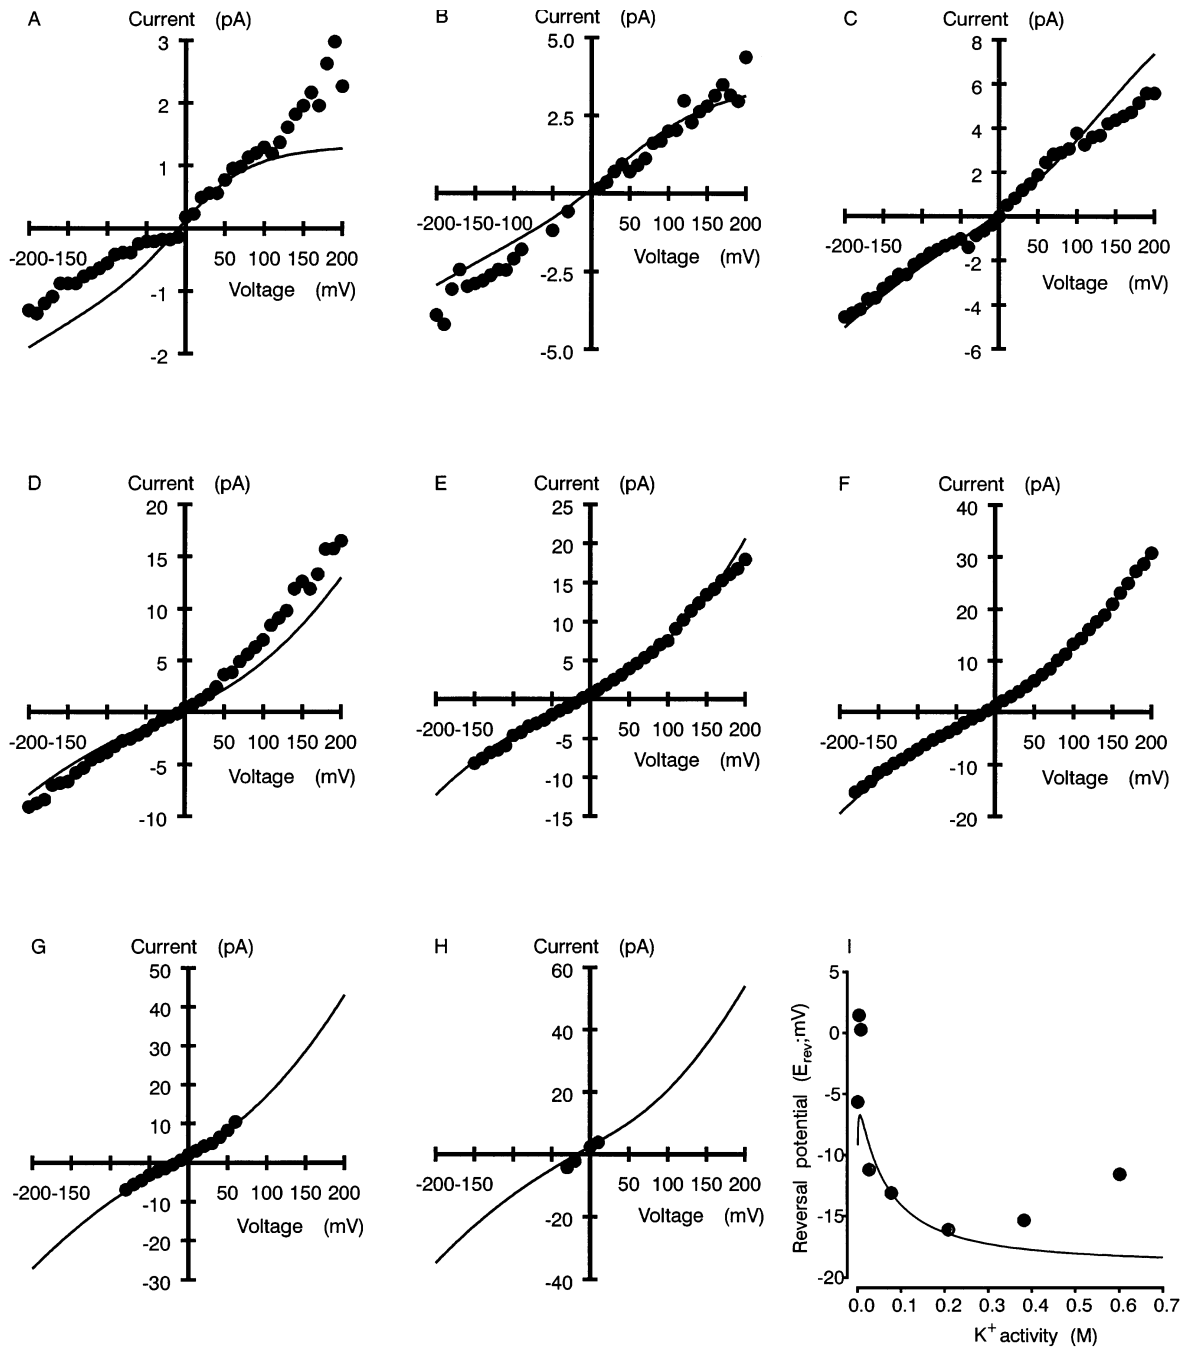 A Current (pA)
3
2
1
-200-150 50 100 150 200
Voltage (mV)
-1
-2
B Current (pA)
5.0
2.5
-200-150-100 50 100 150 200
Voltage (mV)
-2.5
-5.0
C Current (pA)
8
6
4
2
-200-150 50 100 150 200
-2
Voltage (mV)
-4
-6
D Current (pA)
20
15
10
5
-200-150 50 100 150 200
-5
Voltage (mV)
-10
E Current (pA)
25
20
15
10
5
-200-150 50 100 150 200
-5
Voltage (mV)
-10
-15
F Current (pA)
40
30
20
10
-200-150 50 100 150 200
-10
Voltage (mV)
-20
G Current (pA)
50
40
30
20
10
-200-150 50 100 150 200
-10
Voltage (mV)
-20
-30
H Current (pA)
60
40
20
-200-150 50 100 150 200
Voltage (mV)
-20
-40
I
5
0
-5
-10
-15
-20
Reversal potential (Erev;mV)
0.0 0.1 0.2 0.3 0.4 0.5 0.6 0.7
K+ activity (M)